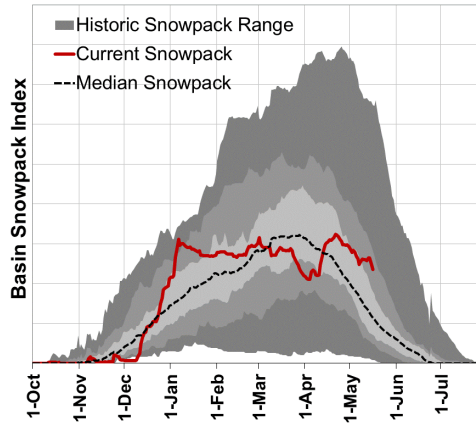 Historic Snowpack Range
Current Snowpack
Median Snowpack
Basin Snowpack Index
1-Oct
1-Nov
1-Dec
1-Jan
1-Feb
1-Mar
1-Apr
1-May
1-Jun
1-Jul